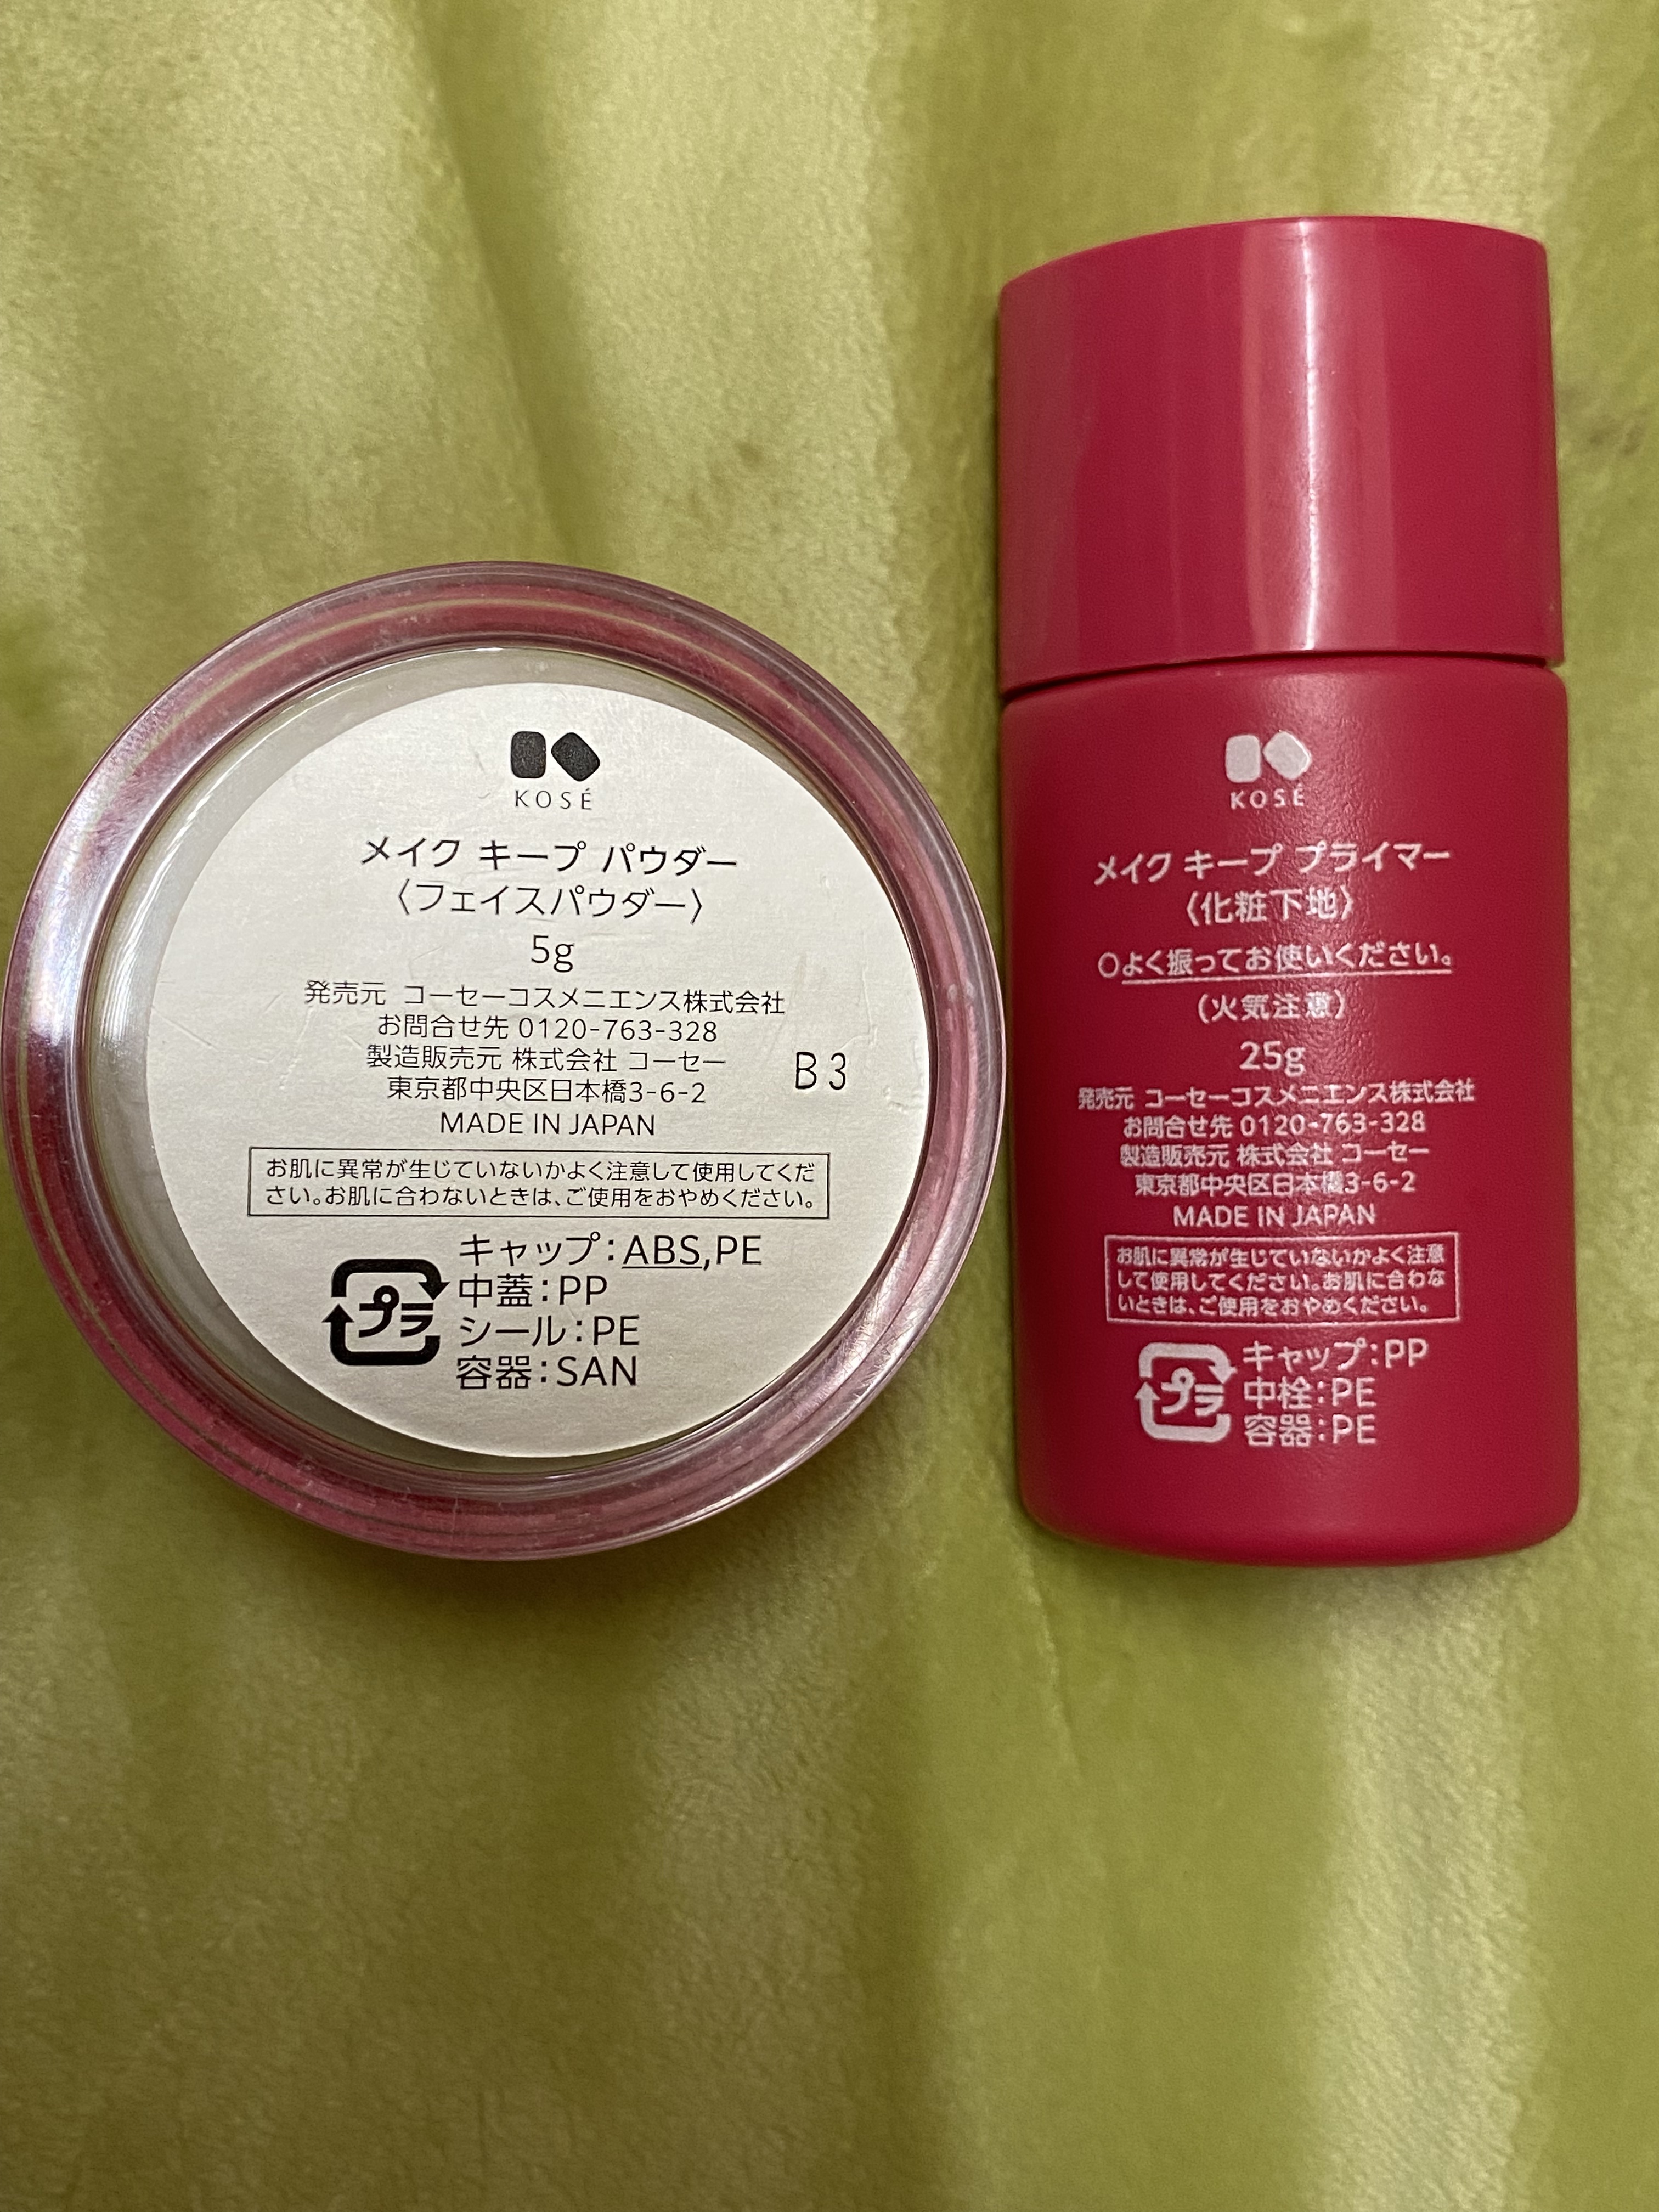 KOSÉ
メイク キープ パウダー
〈フェイスパウダー〉
5g
発売元 コーセーコスメニエンス株式会社
お問合せ先 0120-763-328
製造販売元 株式会社 コーセー
東京都中央区日本橋3-6-2
MADE IN JAPAN
B3
お肌に異常が生じていないかよく注意して使用してくだ
さい。お肌に合わないときは、ご使用をおやめください。
プラ
キャップ：ABS,PE
中蓋：PP
シール：PE
容器：SAN
KOSÉ
メイク キープ プライマー
〈化粧下地〉
○よく振ってお使いください。
（火気注意）
25g
発売元 コーセーコスメニエンス株式会社
お問合せ先 0120-763-328
製造販売元 株式会社 コーセー
東京都中央区日本橋3-6-2
MADE IN JAPAN
お肌に異常が生じていないかよく注意
して使用してください。お肌に合わな
いときは、ご使用をおやめください。
プラ
キャップ：PP
中栓：PE
容器：PE